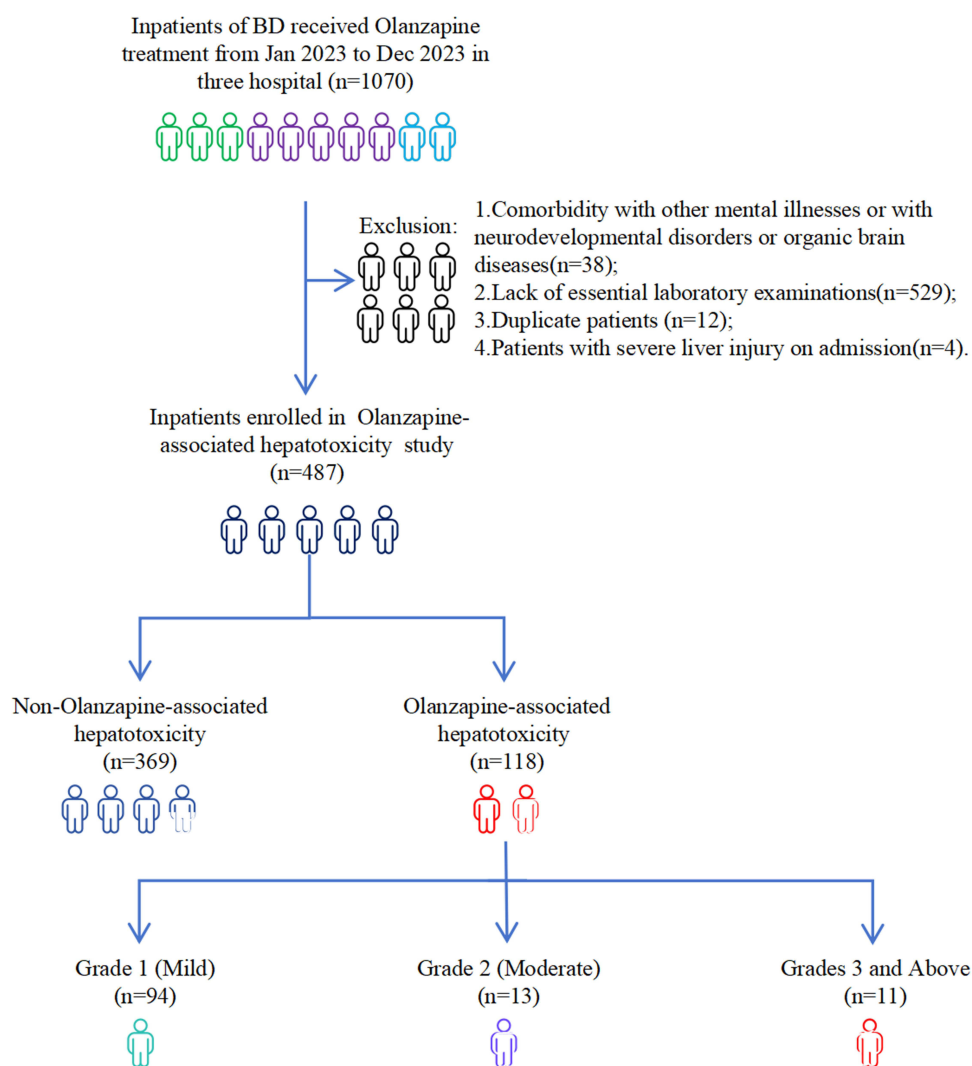 Inpatients of BD received Olanzapine
treatment from Jan 2023 to Dec 2023 in
three hospital (n=1070)
Exclusion:
1.Comorbidity with other mental illnesses or with
neurodevelopmental disorders or organic brain
diseases(n=38);
2.Lack of essential laboratory examinations(n=529);
3.Duplicate patients (n=12);
4.Patients with severe liver injury on admission(n=4).
Inpatients enrolled in Olanzapine-
associated hepatotoxicity study
(n=487)
Non-Olanzapine-associated
hepatotoxicity
(n=369)
Olanzapine-associated
hepatotoxicity
(n=118)
Grade 1 (Mild)
(n=94)
Grade 2 (Moderate)
(n=13)
Grades 3 and Above
(n=11)